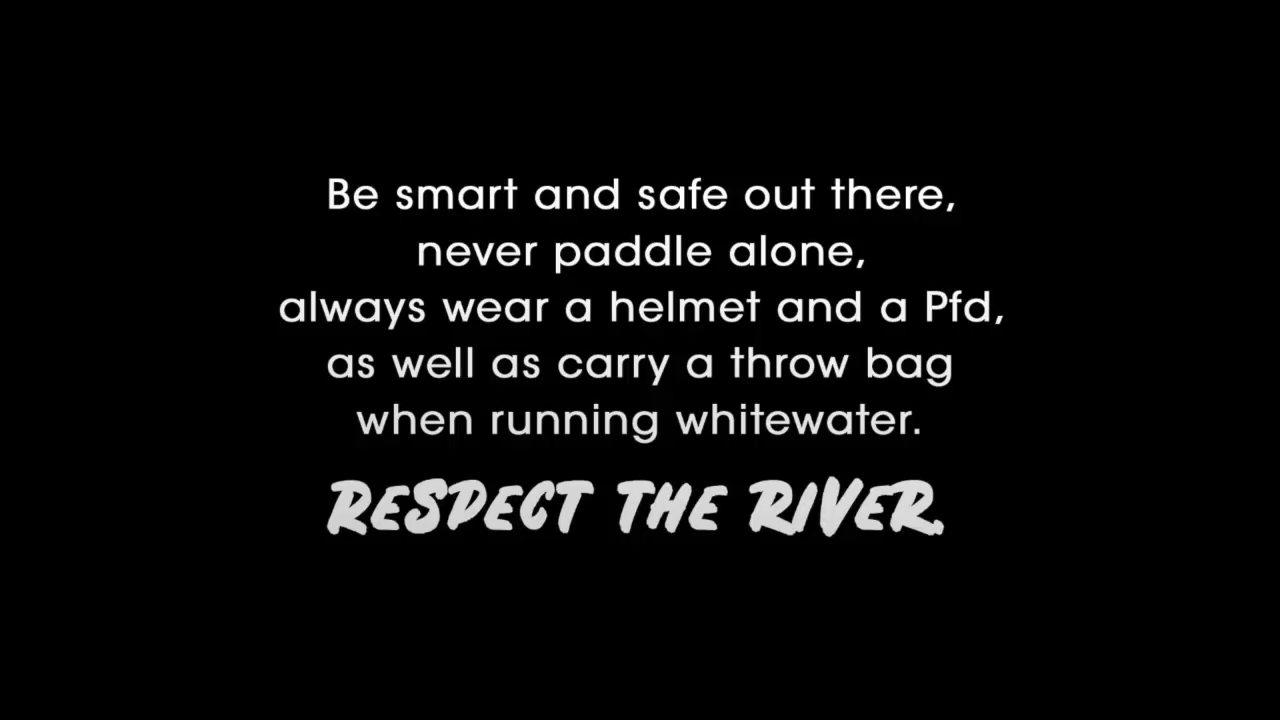 Be smart and safe out there,
never paddle alone,
always wear a helmet and a Pfd,
as well as carry a throw bag
when running whitewater.
RESPECT THE RIVER.